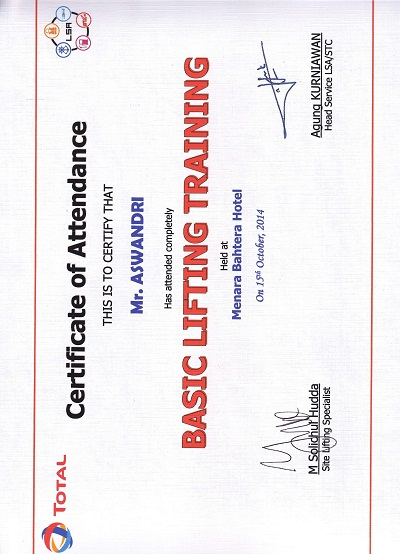 TOTAL
LSA
Certificate of Attendance
THIS IS TO CERTIFY THAT
Mr. ASWANDRI
Has attended completely
BASIC LIFTING TRAINING
Held at
Menara Bahtera Hotel
On 15th October, 2014
M Solichul Hudda
Site Lifting Specialist
Agung KURNIAWAN
Head Service LSA/STC